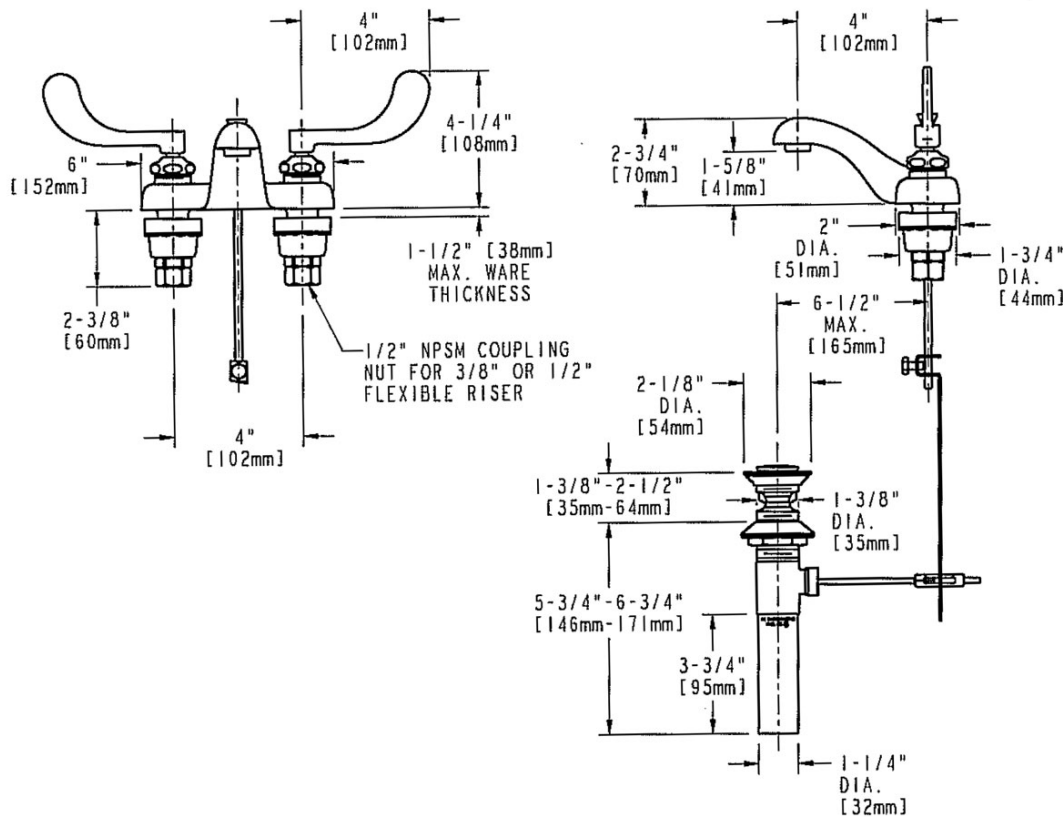 4"
[102mm]
4-1/4"
[108mm]
6"
[152mm]
1-1/2" [38mm]
MAX. WARE
THICKNESS
2-3/8"
[60mm]
1/2" NPSM COUPLING
NUT FOR 3/8" OR 1/2"
FLEXIBLE RISER
4"
[102mm]
4"
[102mm]
2-3/4"
[70mm]
1-5/8"
[41mm]
2"
DIA.
[51mm]
1-3/4"
DIA.
[44mm]
6-1/2"
MAX.
[165mm]
2-1/8"
DIA.
[54mm]
1-3/8"-2-1/2"
[35mm-64mm]
1-3/8"
DIA.
[35mm]
5-3/4"-6-3/4"
[146mm-171mm]
3-3/4"
[95mm]
1-1/4"
DIA.
[32mm]